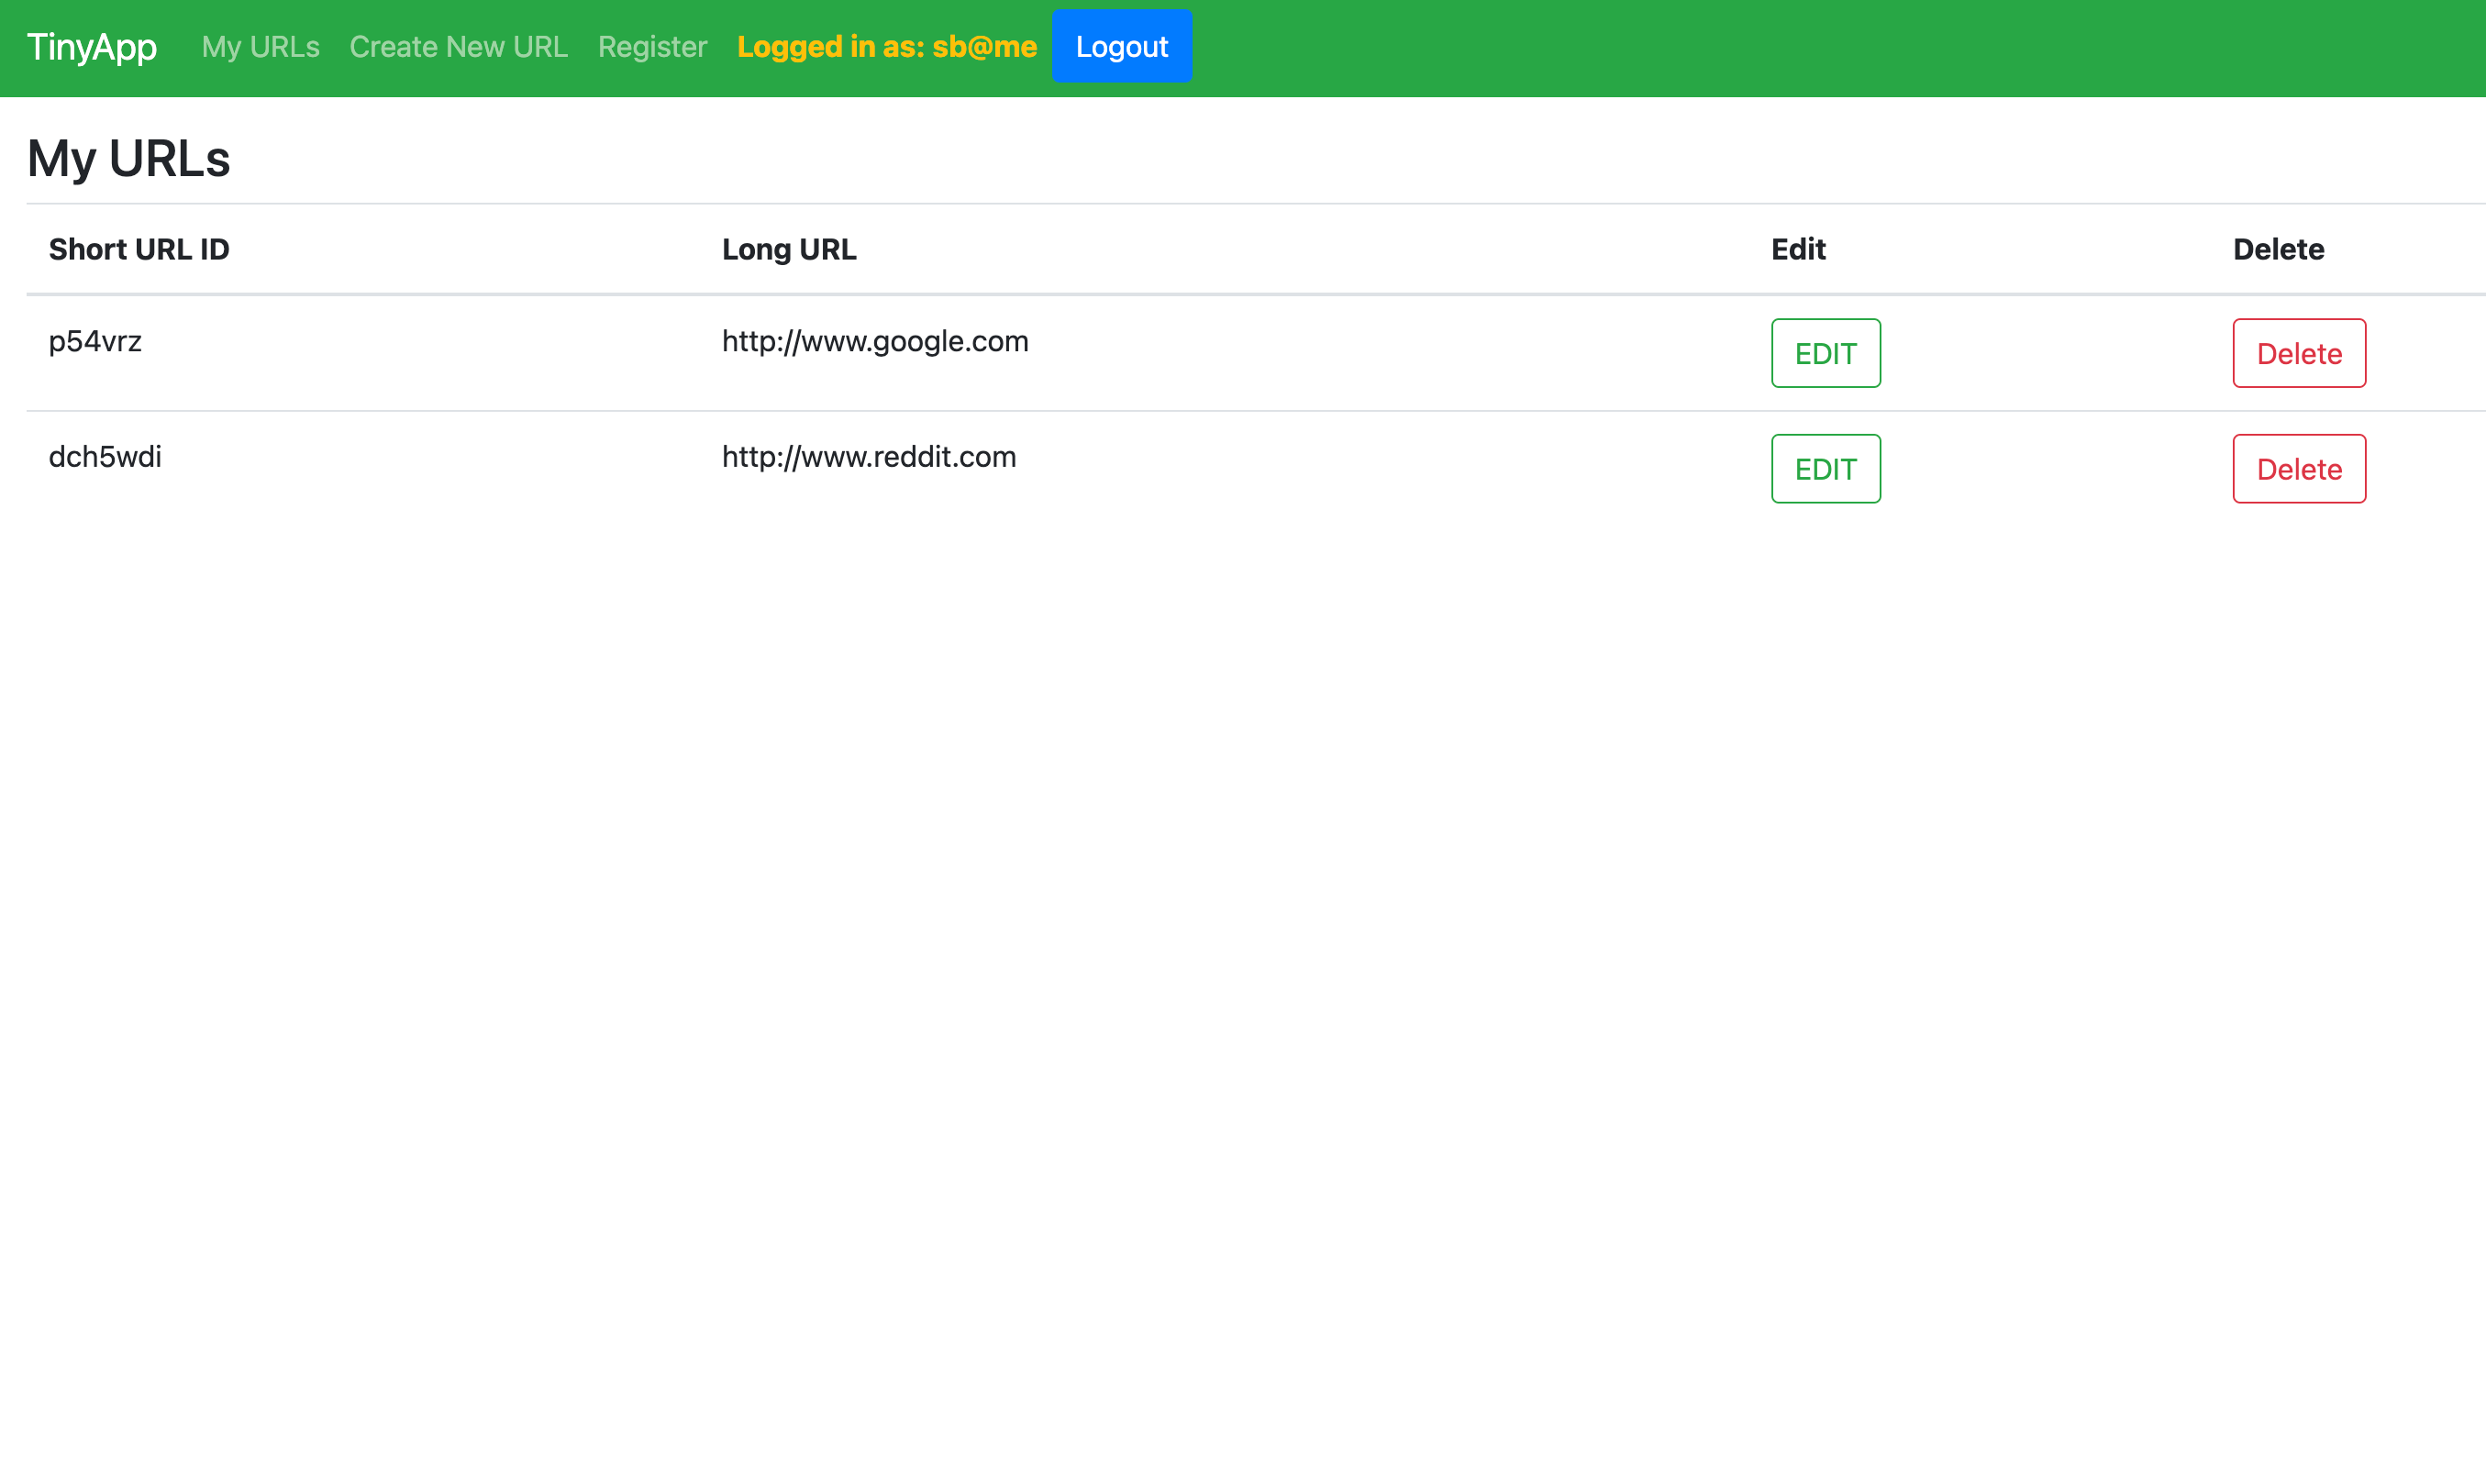 TinyApp My URLs Create New URL Register Logged in as: sb@me Logout
My URLs
Short URL ID Long URL Edit Delete
p54vrz http://www.google.com EDIT Delete
dch5wdi http://www.reddit.com EDIT Delete